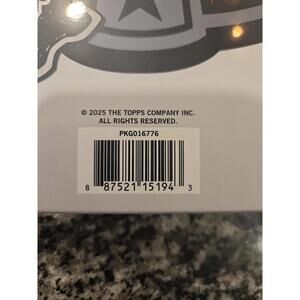 © 2025 THE TOPPS COMPANY INC.
ALL RIGHTS RESERVED.
PKG016776
8 87521 15194 3